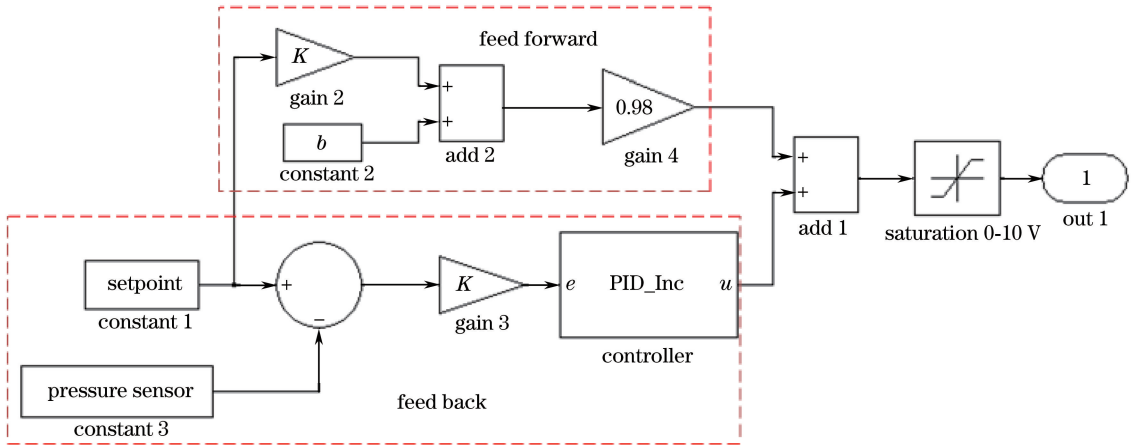 feed forward
K
gain 2
+
+
b
constant 2
add 2
0.98
gain 4
+
+
add 1
saturation 0-10 V
1
out 1
setpoint
constant 1
+
−
K
gain 3
e
PID_Inc
u
controller
pressure sensor
constant 3
feed back